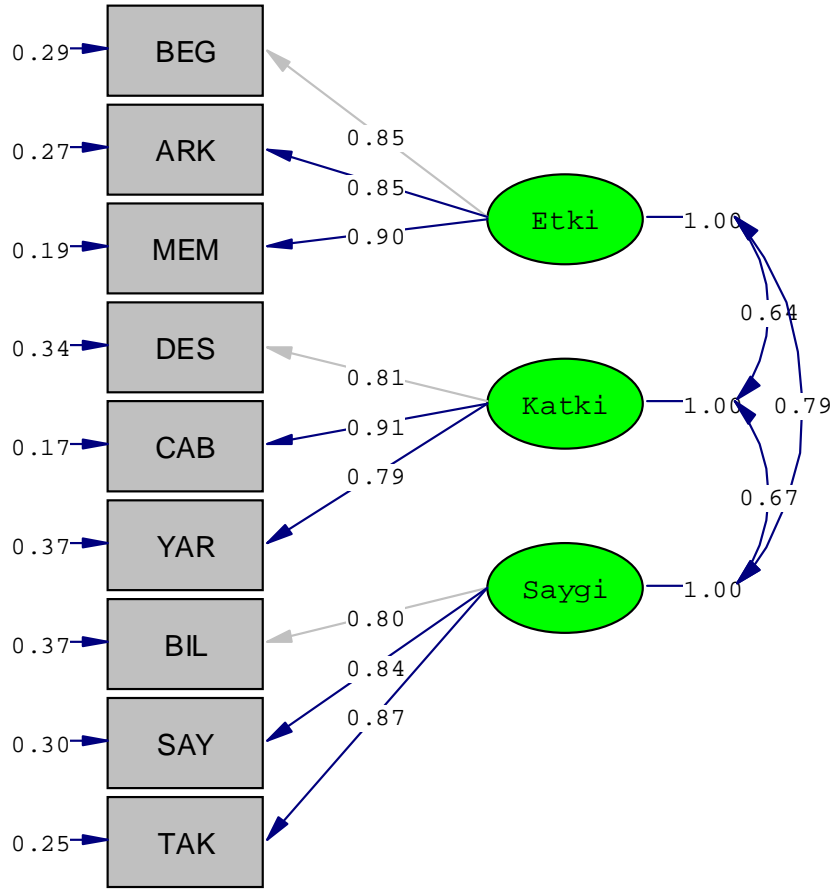 0.29 BEG
0.85
0.27 ARK
0.85
Etki 1.00
0.90
0.19 MEM
0.64
0.34 DES
0.81
Katki 1.00 0.79
0.91
0.17 CAB
0.79
0.67
0.37 YAR
Saygi 1.00
0.80
0.37 BIL
0.84
0.87
0.30 SAY
0.25 TAK